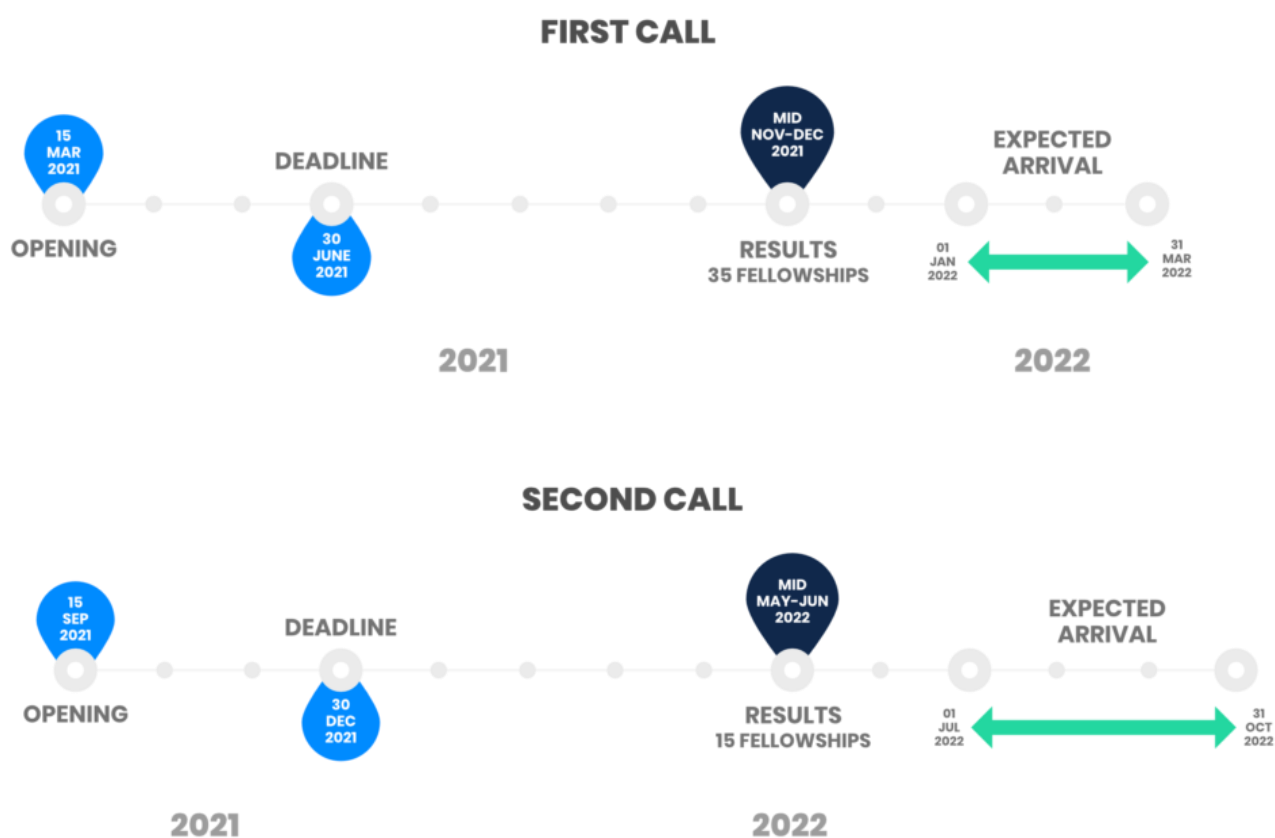 FIRST CALL
15
MAR
2021
OPENING
DEADLINE
30
JUNE
2021
MID
NOV-DEC
2021
RESULTS
35 FELLOWSHIPS
EXPECTED
ARRIVAL
01
JAN
2022
31
MAR
2022
2021
2022
SECOND CALL
15
SEP
2021
OPENING
DEADLINE
30
DEC
2021
MID
MAY-JUN
2022
RESULTS
15 FELLOWSHIPS
EXPECTED
ARRIVAL
01
JUL
2022
31
OCT
2022
2021
2022